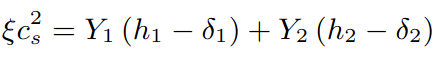 ξc_s^2 = Y_1 (h_1 − δ_1) + Y_2 (h_2 − δ_2)